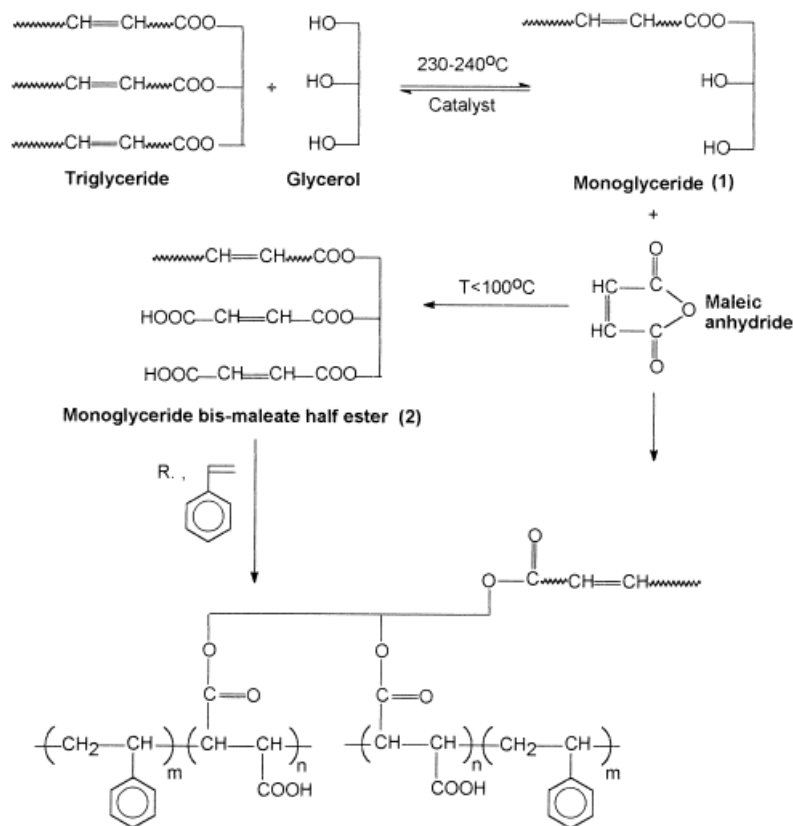 CH=CH COO HO CH=CH COO
CH=CH COO + HO 230-240°C Catalyst HO
CH=CH COO HO HO
Triglyceride Glycerol Monoglyceride (1)
+
CH=CH COO O
HOOC—CH=CH—COO T<100°C HC—C O Maleic
HC—C anhydride
HOOC—CH=CH—COO O
Monoglyceride bis-maleate half ester (2)
R. ,
O
O—C CH=CH
O O
C=O C=O
CH2—CH m CH—CH n CH—CH n CH2—CH m
COOH COOH